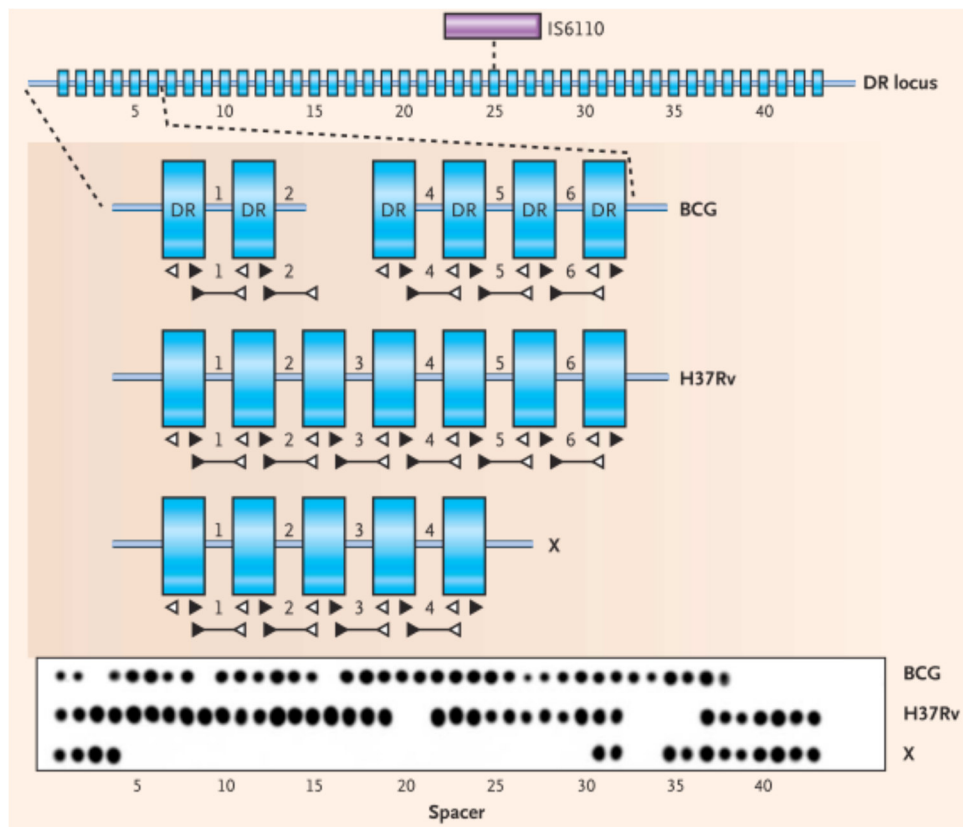 IS6110
DR locus
5 10 15 20 25 30 35 40
1 2 4 5 6
DR DR DR DR DR DR BCG
1 2 4 5 6
1 2 3 4 5 6
H37Rv
1 2 3 4 5 6
1 2 3 4
X
1 2 3 4
BCG
H37Rv
X
5 10 15 20 25 30 35 40
Spacer